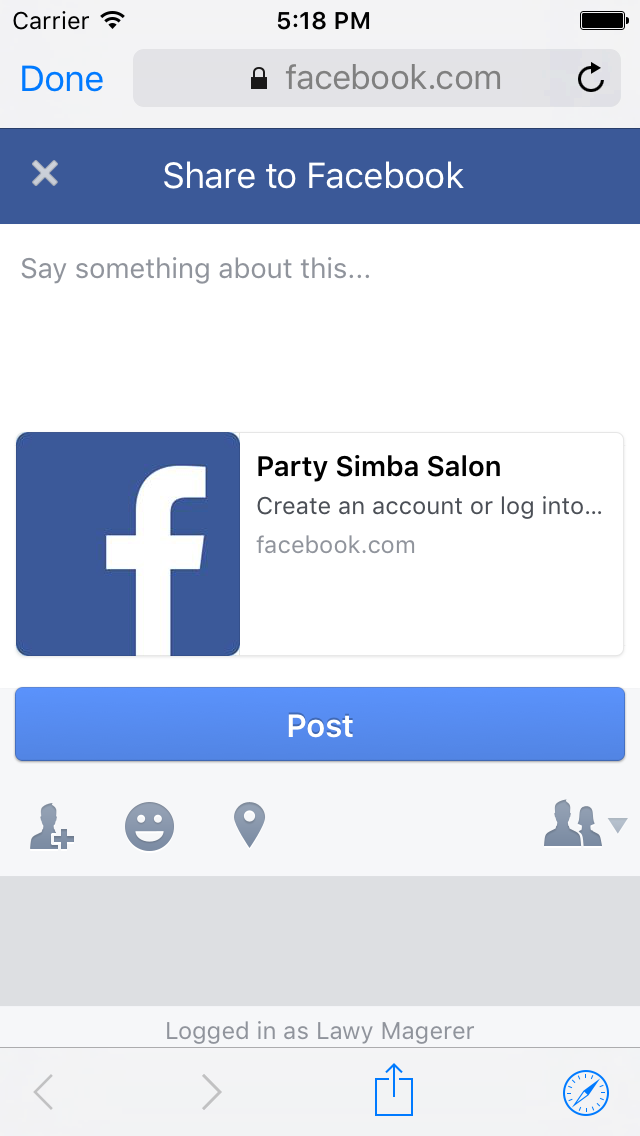 Carrier 5:18 PM
Done facebook.com
Share to Facebook
Say something about this...
Party Simba Salon
Create an account or log into...
facebook.com
Post
Logged in as Lawy Magerer